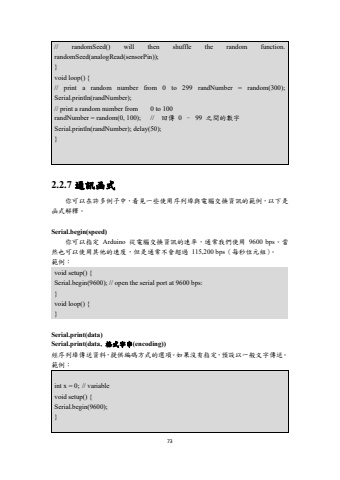 // randomSeed() will then shuffle the random function.
randomSeed(analogRead(sensorPin));
}
void loop() {
// print a random number from 0 to 299 randNumber = random(300);
Serial.println(randNumber);
// print a random number from 0 to 100
randNumber = random(0, 100); // 回傳 0 - 99 之間的數字
Serial.println(randNumber); delay(50);
}
2.2.7 通訊函式
你可以在許多例子中，看見一些使用序列埠與電腦交換資訊的範例，以下是
函式解釋。
Serial.begin(speed)
你可以指定 Arduino 從電腦交換資訊的速率，通常我們使用 9600 bps。當
然也可以使用其他的速度，但是通常不會超過 115,200 bps（每秒位元組）。
範例：
void setup() {
Serial.begin(9600); // open the serial port at 9600 bps:
}
void loop() {
}
Serial.print(data)
Serial.print(data, 格式字串(encoding))
經序列埠傳送資料，提供編碼方式的選項。如果沒有指定，預設以一般文字傳送。
範例：
int x = 0; // variable
void setup() {
Serial.begin(9600);
}
73